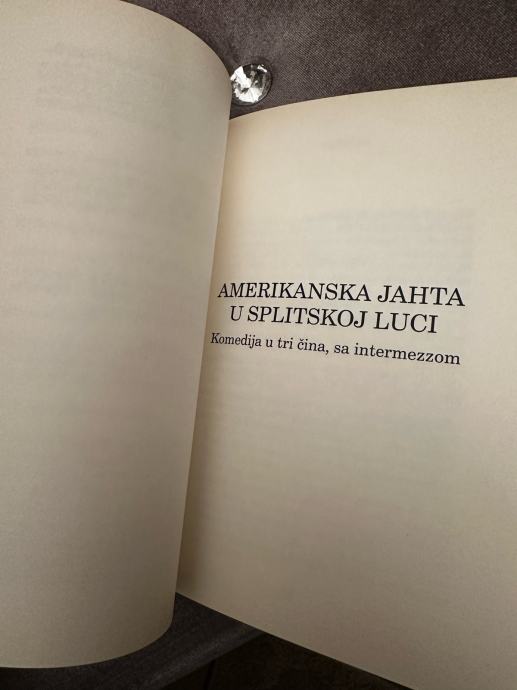 AMERIKANSKA JAHTA
U SPLITSKOJ LUCI
Komedija u tri čina, sa intermezzom